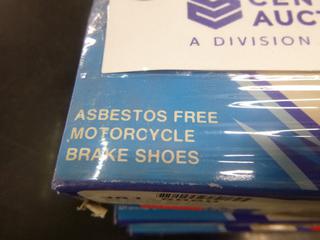 CEN
AUCT
A DIVISION
ASBESTOS FREE
MOTORCYCLE
BRAKE SHOES